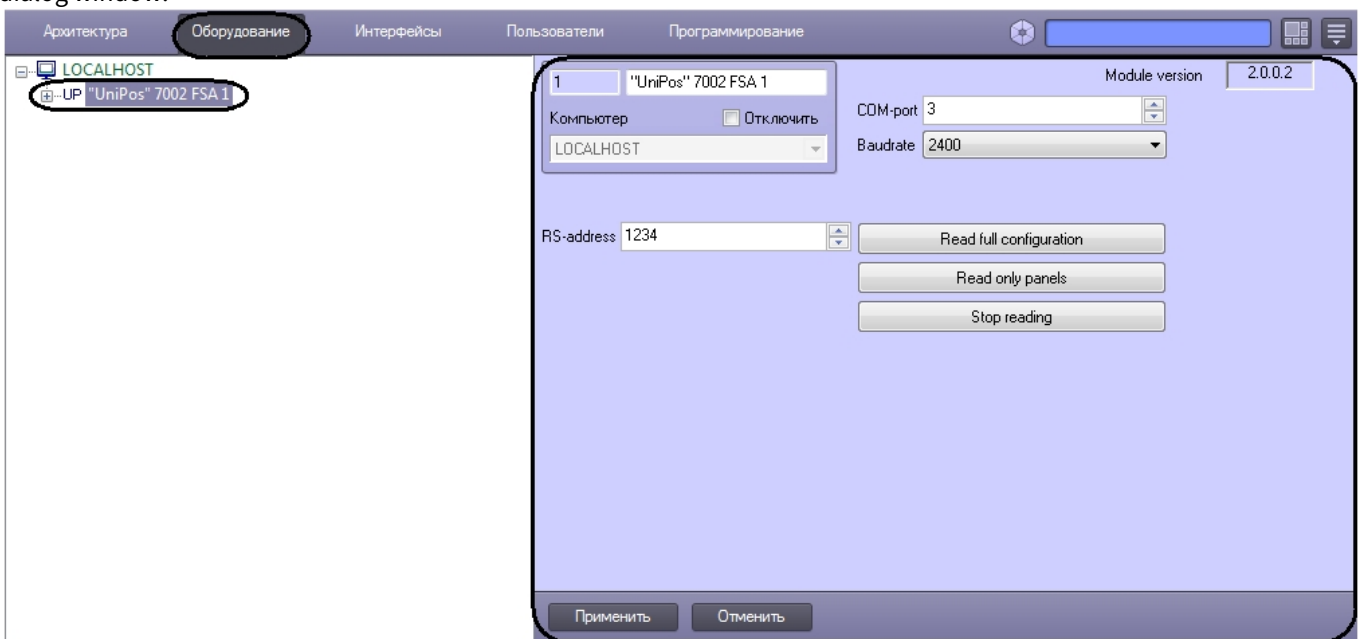 dialog window.
Архитектура Оборудование Интерфейсы Пользователи Программирование
LOCALHOST
UP "UniPos" 7002 FSA 1
1 "UniPos" 7002 FSA 1
Module version 2.0.0.2
Компьютер Отключить
COM-port 3
LOCALHOST
Baudrate 2400
RS-address 1234
Read full configuration
Read only panels
Stop reading
Применить Отменить